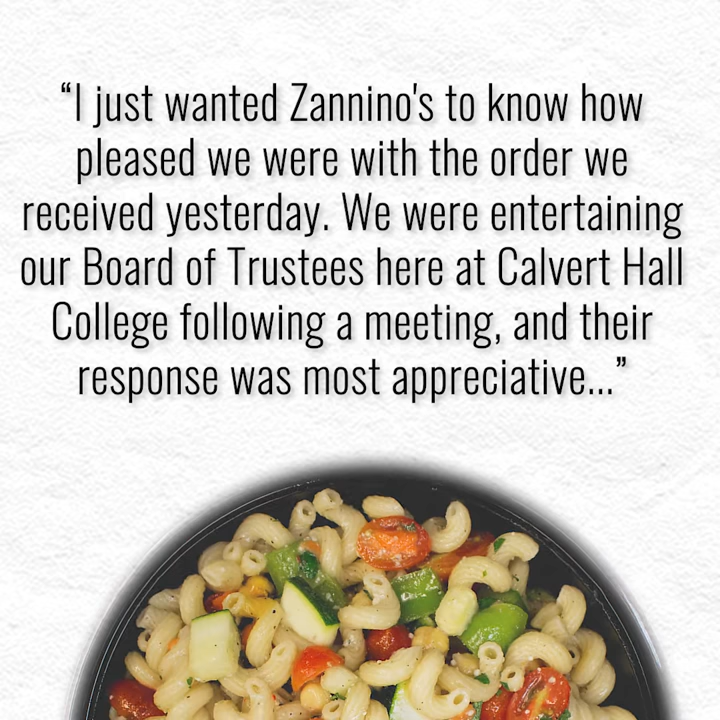 “I just wanted Zannino's to know how
pleased we were with the order we
received yesterday. We were entertaining
our Board of Trustees here at Calvert Hall
College following a meeting, and their
response was most appreciative...”